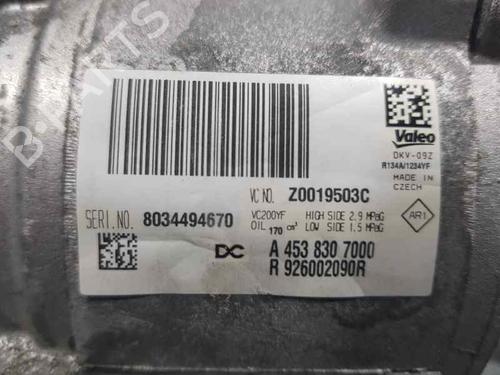 B-PARTS
Valeo
DKV-09Z
R134A/1234YF
MADE IN
CZECH
VC NO. Z0019503C
SERI.NO. 8034494670
VC200YF HIGH SIDE 2.9 MPaG
OIL 170 cm³ LOW SIDE 1.5 MPaG
AR1
DC A 453 830 7000
R 926002090R